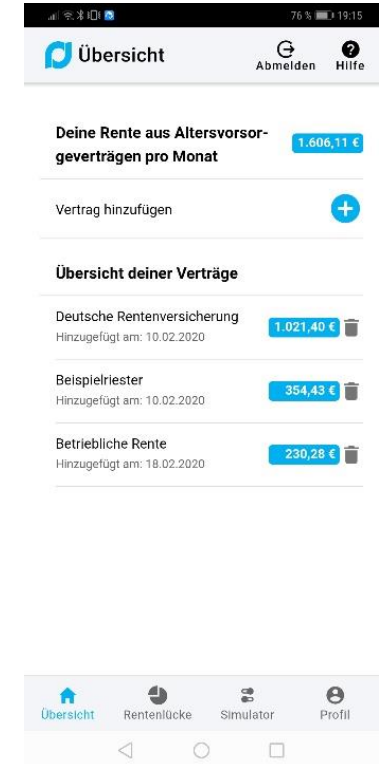 76 % 19:15
Übersicht
Abmelden
Hilfe
Deine Rente aus Altersvorsor-
geverträgen pro Monat
1.606,11 €
Vertrag hinzufügen
Übersicht deiner Verträge
Deutsche Rentenversicherung
Hinzugefügt am: 10.02.2020
1.021,40 €
Beispielriester
Hinzugefügt am: 10.02.2020
354,43 €
Betriebliche Rente
Hinzugefügt am: 18.02.2020
230,28 €
Übersicht
Rentenlücke
Simulator
Profil